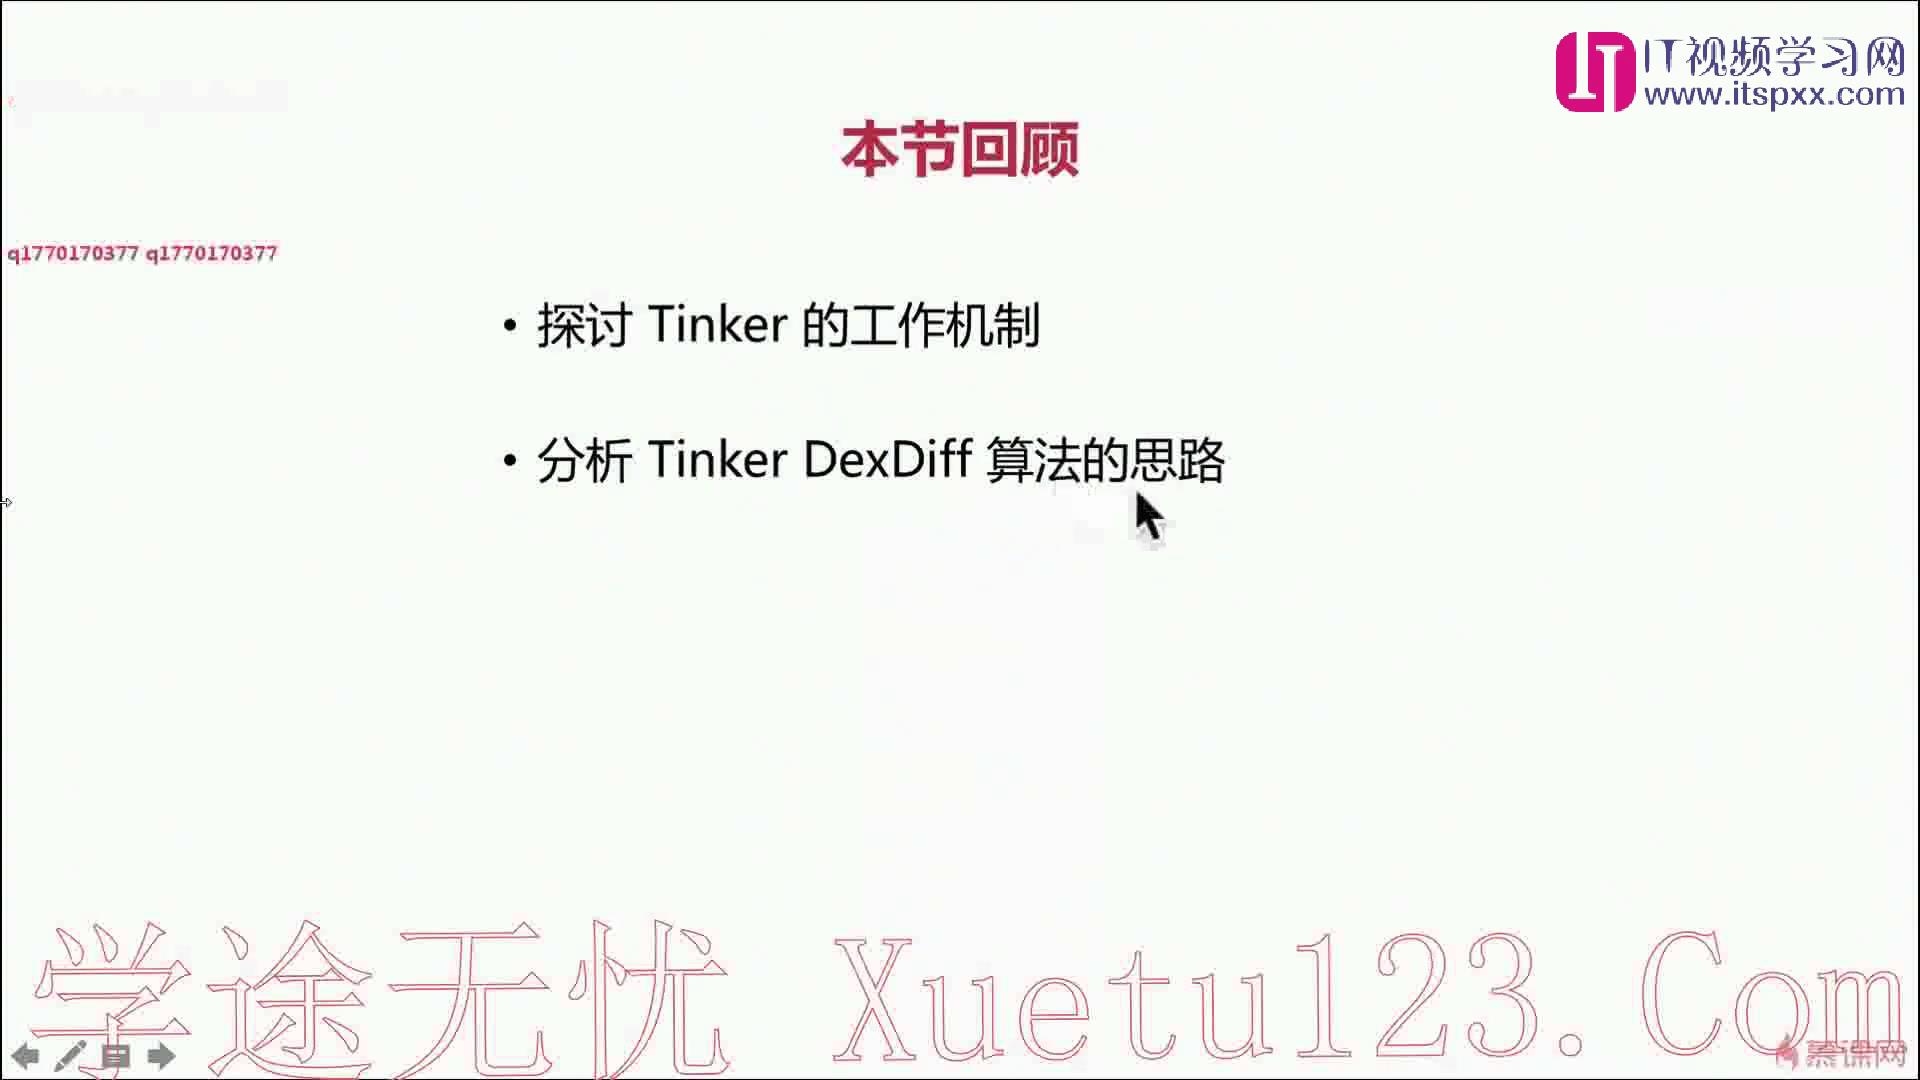 IT视频学习网
www.itspxx.com
本节回顾
q1770170377 q1770170377
• 探讨 Tinker 的工作机制
• 分析 Tinker DexDiff 算法的思路
学途无忧 Xuetu123.Com
慕课网